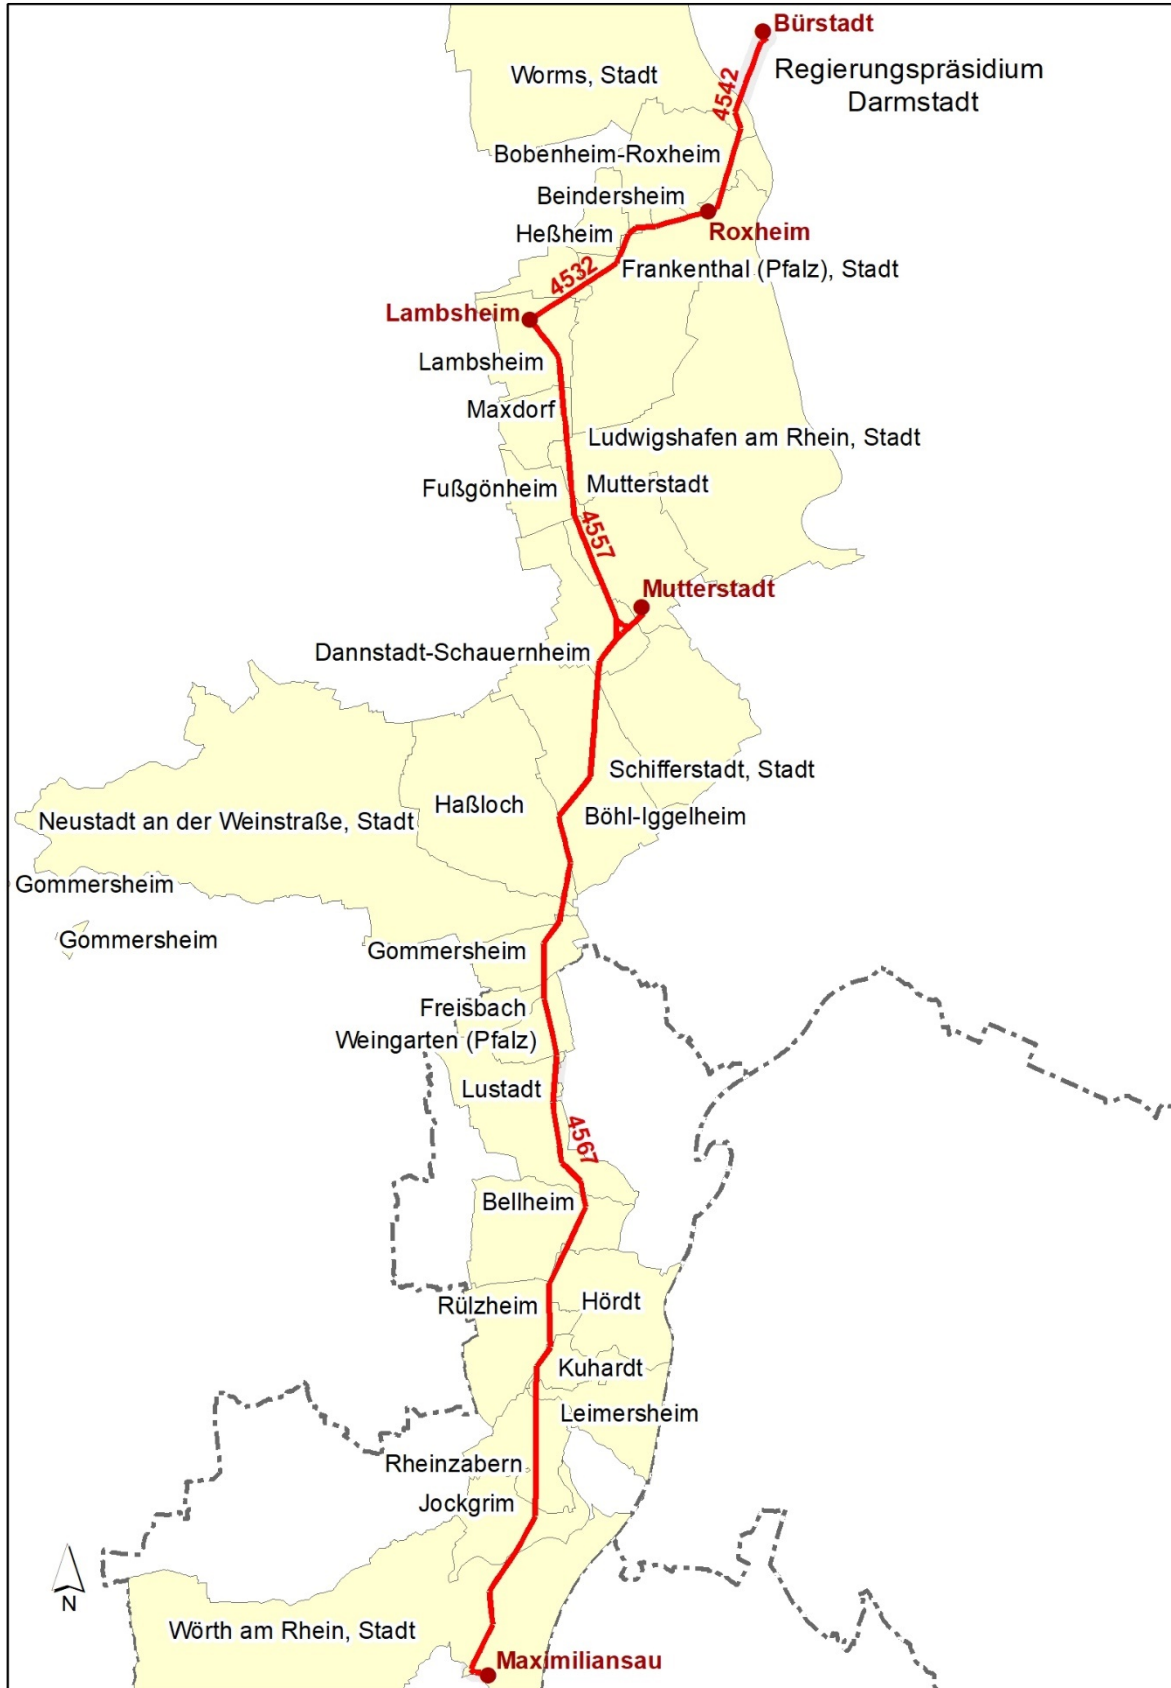 Bürstadt
Worms, Stadt
4542
Regierungspräsidium
Darmstadt
Bobenheim-Roxheim
Beindersheim
Heßheim
Roxheim
4532
Frankenthal (Pfalz), Stadt
Lambsheim
Lambsheim
Maxdorf
Ludwigshafen am Rhein, Stadt
Fußgönheim
Mutterstadt
4557
Mutterstadt
Dannstadt-Schauernheim
Schifferstadt, Stadt
Haßloch
Böhl-Iggelheim
Neustadt an der Weinstraße, Stadt
Gommersheim
Gommersheim
Gommersheim
Freisbach
Weingarten (Pfalz)
Lustadt
4567
Bellheim
Rülzheim
Hördt
Kuhardt
Leimersheim
Rheinzabern
Jockgrim
N
Wörth am Rhein, Stadt
Maximiliansau